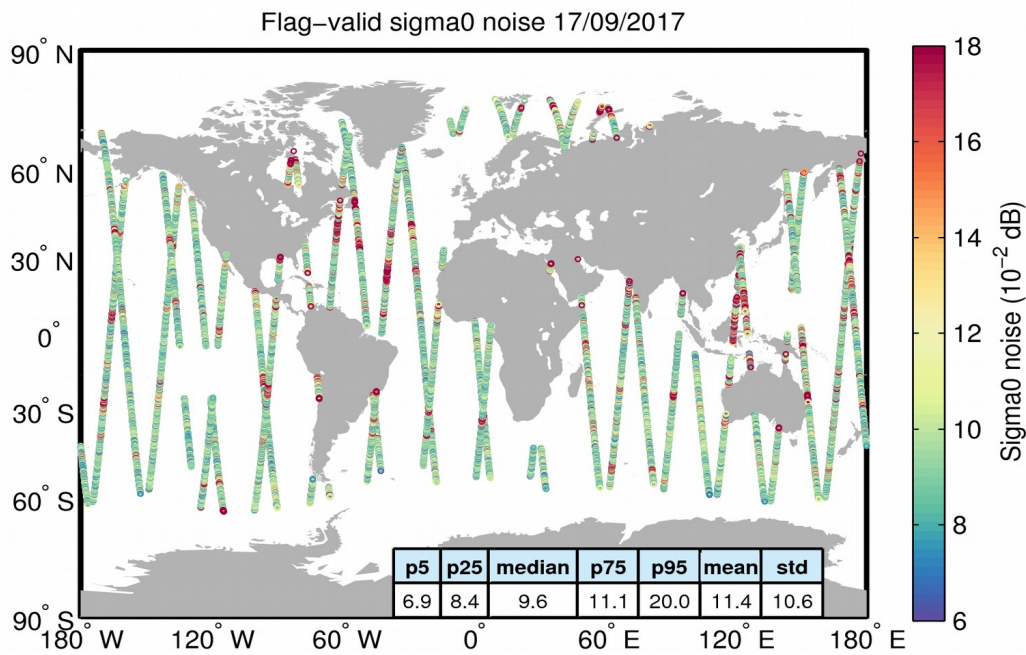 Flag−valid sigma0 noise 17/09/2017
90° N
60° N
30° N
0°
30° S
60° S
90° S
180° W
120° W
60° W
0°
60° E
120° E
180° E
p5 p25 median p75 p95 mean std
6.9 8.4 9.6 11.1 20.0 11.4 10.6
18
16
14
12
10
8
6
Sigma0 noise (10⁻² dB)